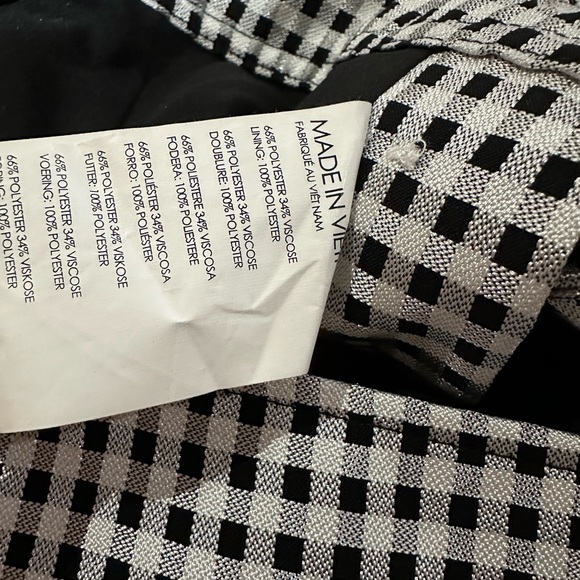 MADE IN VIE
FABRIQUÉ AU VIÊTNAM
66% POLYESTER 34% VISCOSE
LINING: 100% POLYESTER
66% POLYESTER 34% VISCOSE
DOUBLURE: 100% POLYESTER
66% POLIESTERE 34% VISCOSA
FODERA: 100% POLIESTERE
66% POLIÉSTER 34% VISCOSA
FORRO: 100% POLIÉSTER
66% POLYESTER 34% VISKOSE
FUTTER: 100% POLYESTER
66% POLYESTER 34% VISCOSE
VOERING: 100% POLYESTER
66% POLYESTER 34% VISKOSE
100% POLYESTER